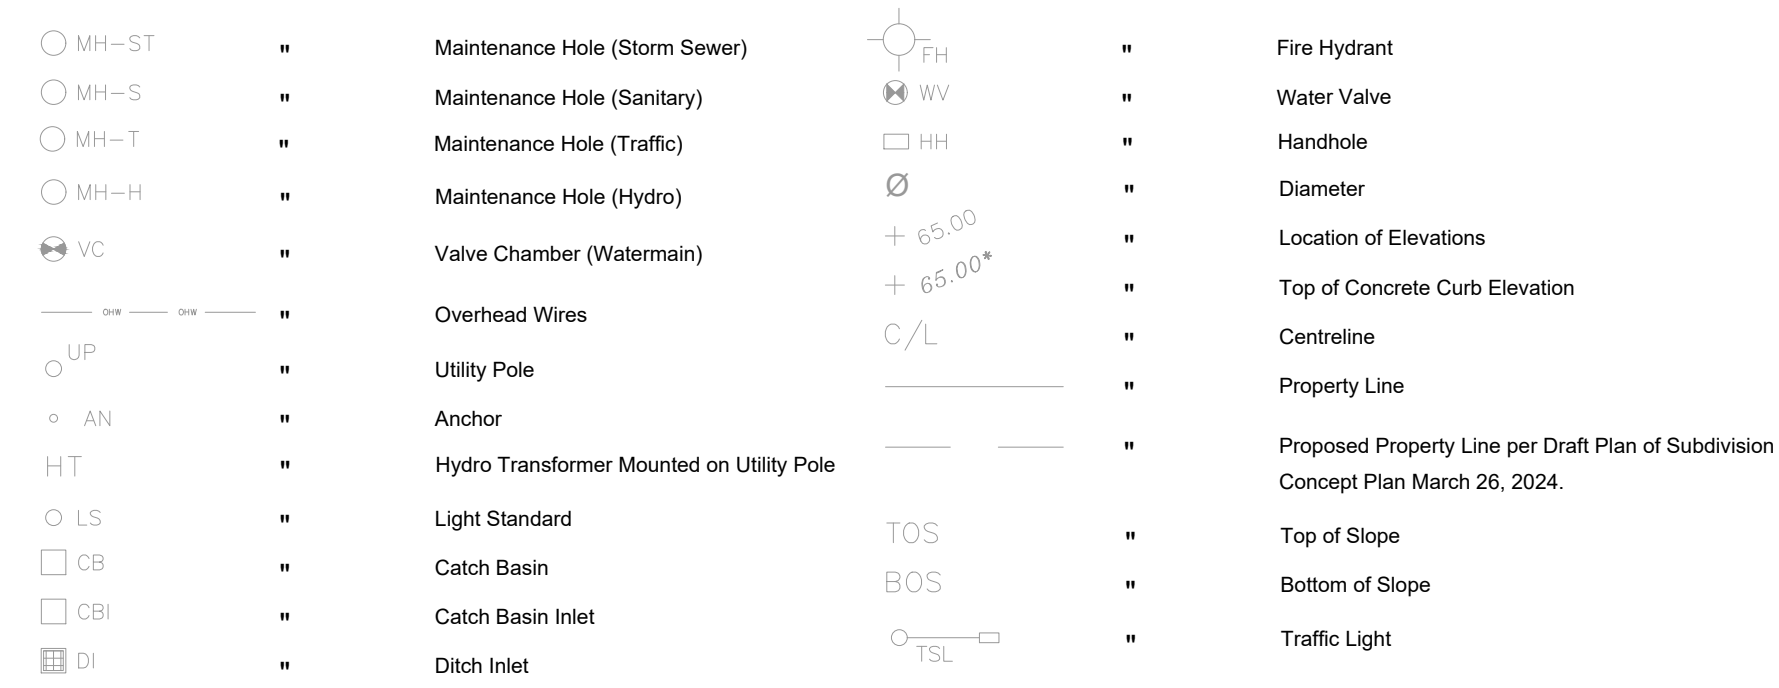 MH-ST " Maintenance Hole (Storm Sewer)
MH-S " Maintenance Hole (Sanitary)
MH-T " Maintenance Hole (Traffic)
MH-H " Maintenance Hole (Hydro)
VC " Valve Chamber (Watermain)
OHW OHW " Overhead Wires
UP " Utility Pole
AN " Anchor
HT " Hydro Transformer Mounted on Utility Pole
LS " Light Standard
CB " Catch Basin
CBI " Catch Basin Inlet
DI " Ditch Inlet
FH " Fire Hydrant
WV " Water Valve
HH " Handhole
Ø " Diameter
+ 65.00 " Location of Elevations
+ 65.00* " Top of Concrete Curb Elevation
C/L " Centreline
" Property Line
" Proposed Property Line per Draft Plan of Subdivision
Concept Plan March 26, 2024.
TOS " Top of Slope
BOS " Bottom of Slope
TSL " Traffic Light